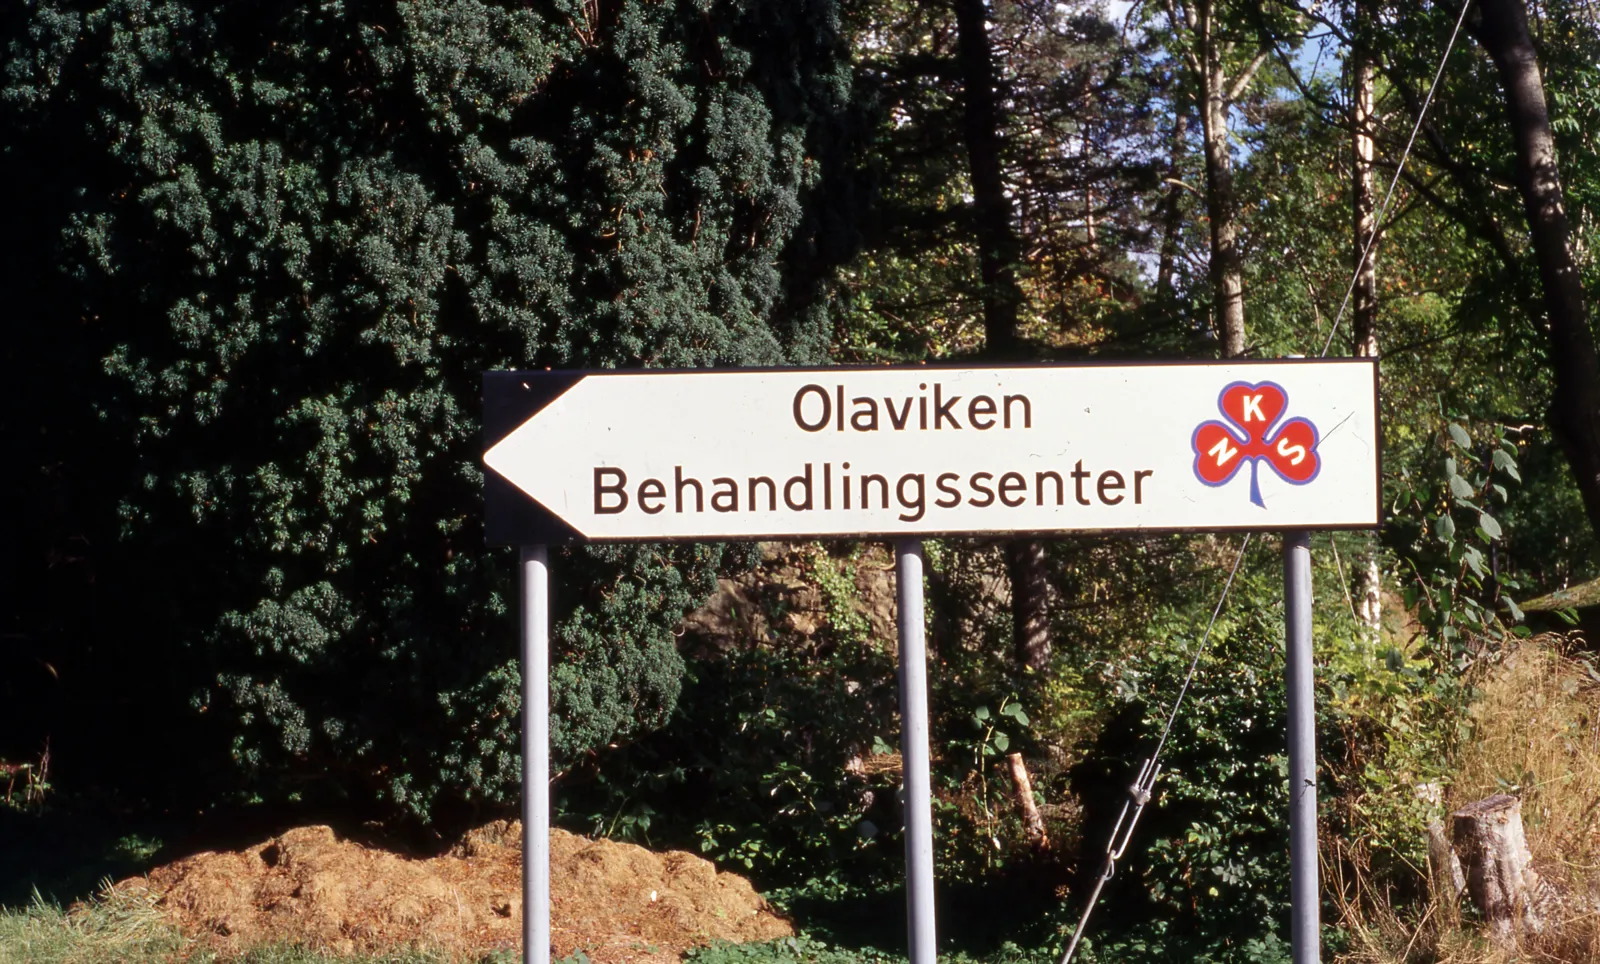 Olaviken
Behandlingssenter
N K S